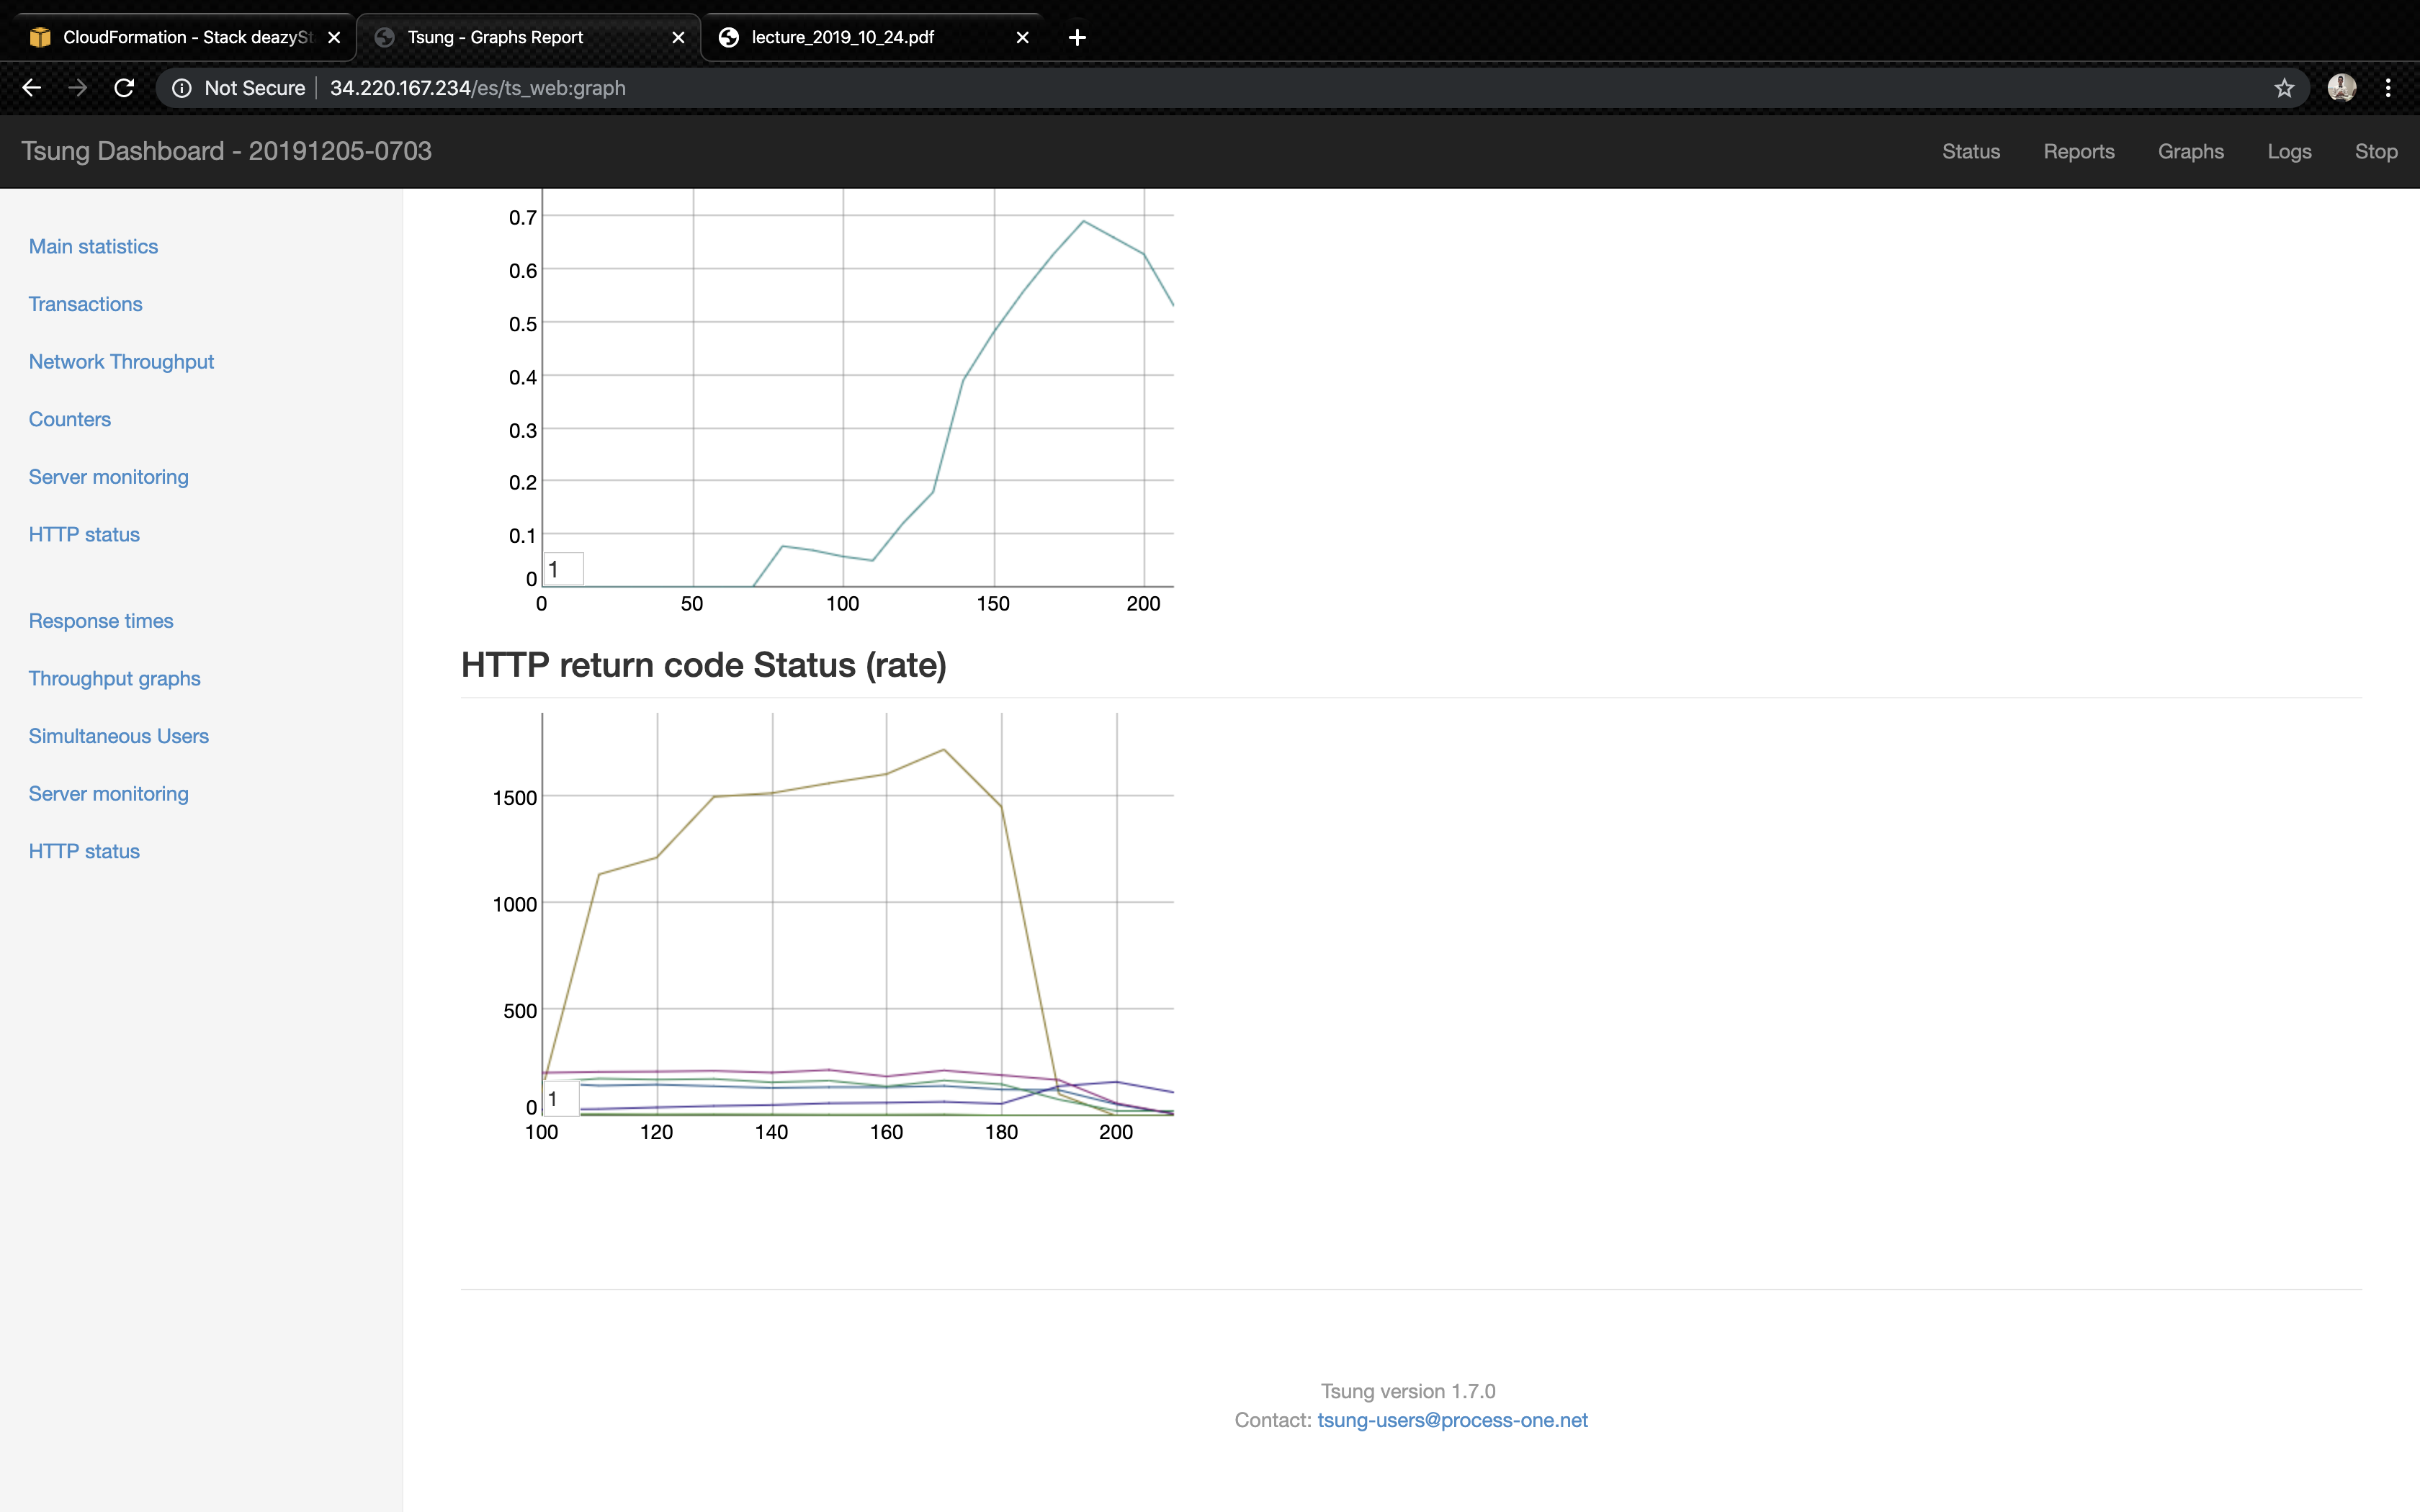 CloudFormation - Stack deazySt
Tsung - Graphs Report
lecture_2019_10_24.pdf
Not Secure
34.220.167.234/es/ts_web:graph
Tsung Dashboard - 20191205-0703
Status
Reports
Graphs
Logs
Stop
Main statistics
Transactions
Network Throughput
Counters
Server monitoring
HTTP status
Response times
Throughput graphs
Simultaneous Users
Server monitoring
HTTP status
0.7
0.6
0.5
0.4
0.3
0.2
0.1
0
1
0 50 100 150 200
HTTP return code Status (rate)
1500
1000
500
0
1
100 120 140 160 180 200
Tsung version 1.7.0
Contact: tsung-users@process-one.net